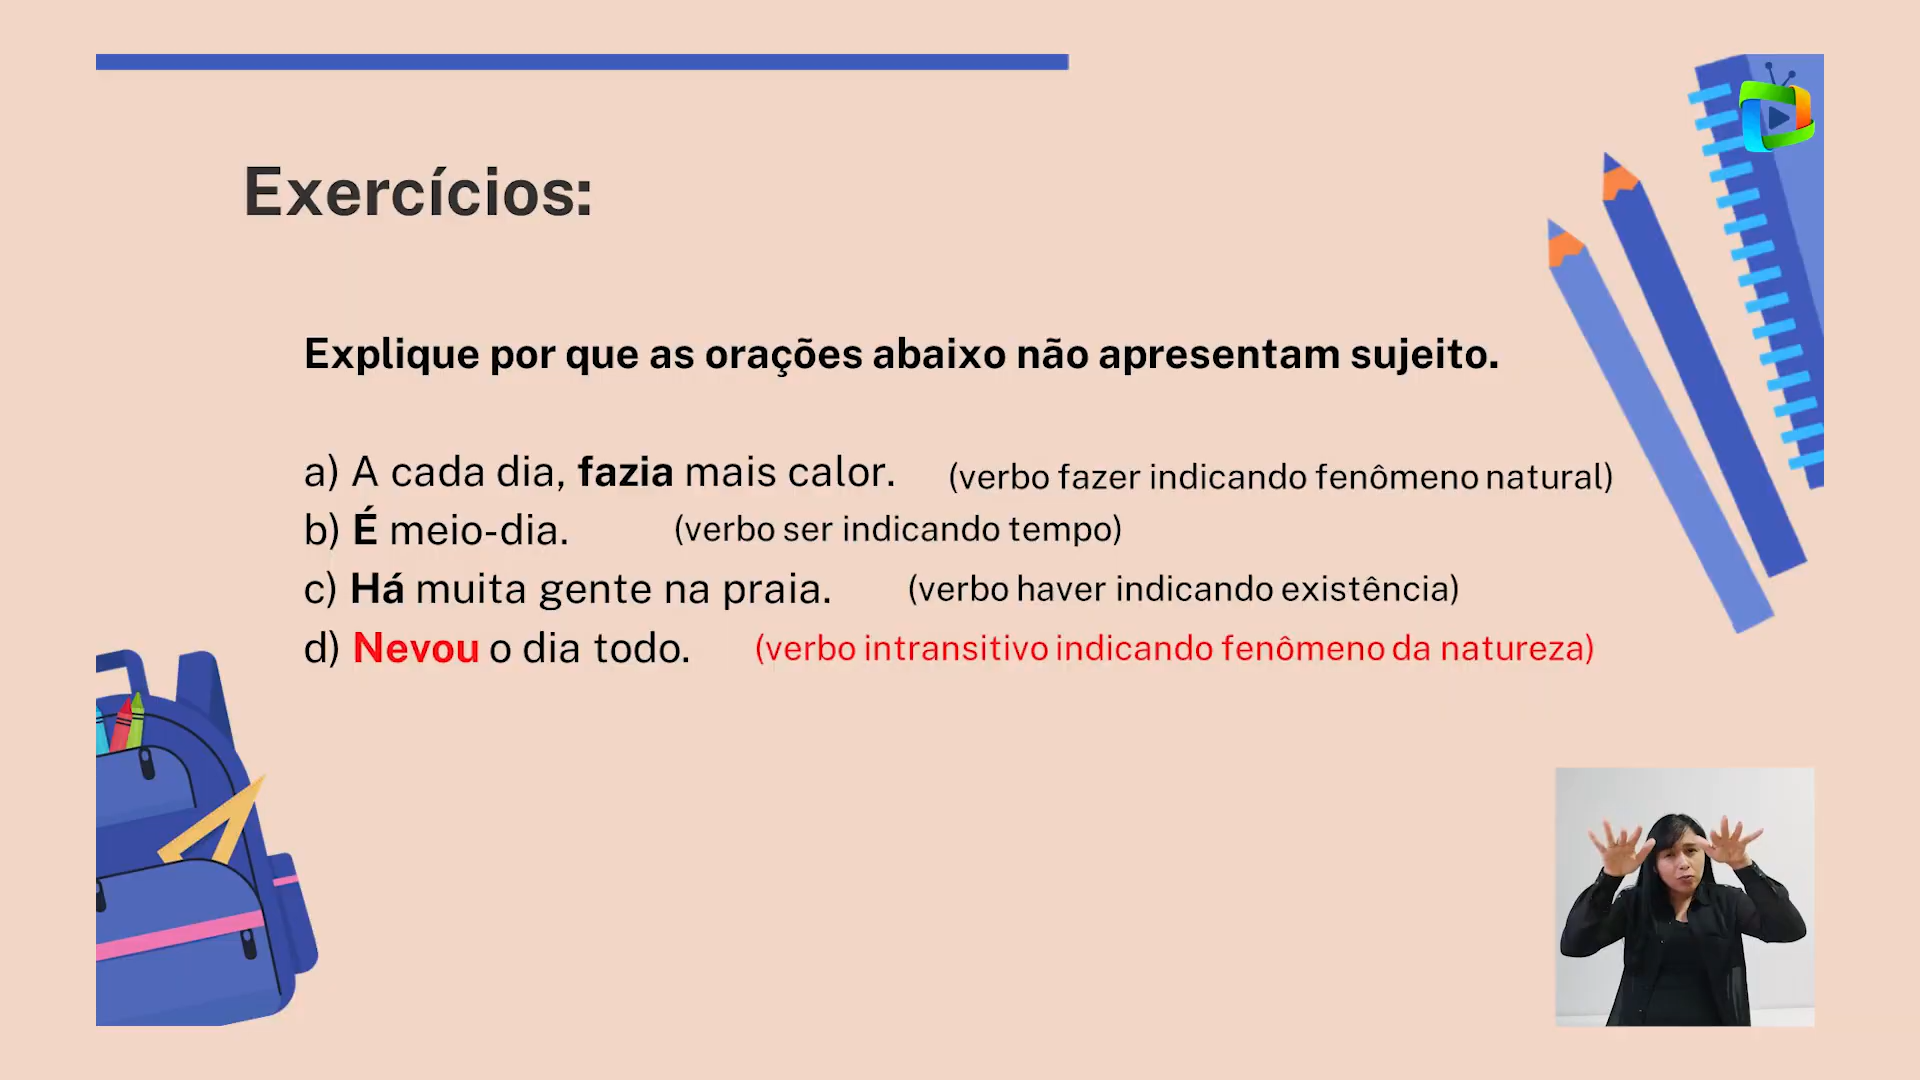 Exercícios:
Explique por que as orações abaixo não apresentam sujeito.
a) A cada dia, fazia mais calor. (verbo fazer indicando fenômeno natural)
b) É meio-dia. (verbo ser indicando tempo)
c) Há muita gente na praia. (verbo haver indicando existência)
d) Nevou o dia todo. (verbo intransitivo indicando fenômeno da natureza)